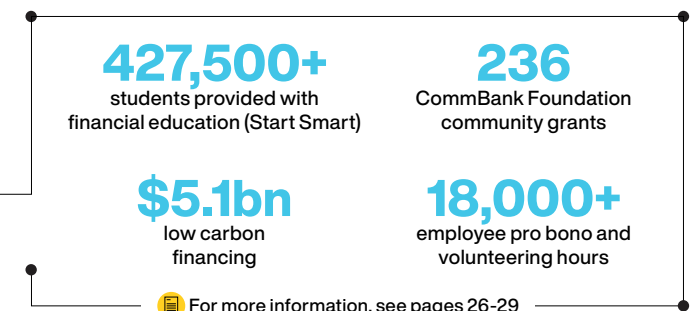 427,500+
students provided with
financial education (Start Smart)
236
CommBank Foundation
community grants
$5.1bn
low carbon
financing
18,000+
employee pro bono and
volunteering hours
For more information, see pages 26-29